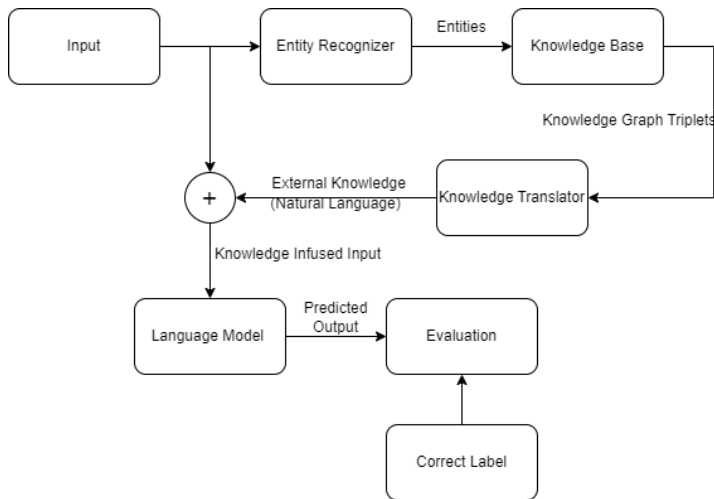 Input
Entity Recognizer
Entities
Knowledge Base
Knowledge Graph Triplets
Knowledge Translator
External Knowledge
(Natural Language)
+
Knowledge Infused Input
Language Model
Predicted
Output
Evaluation
Correct Label